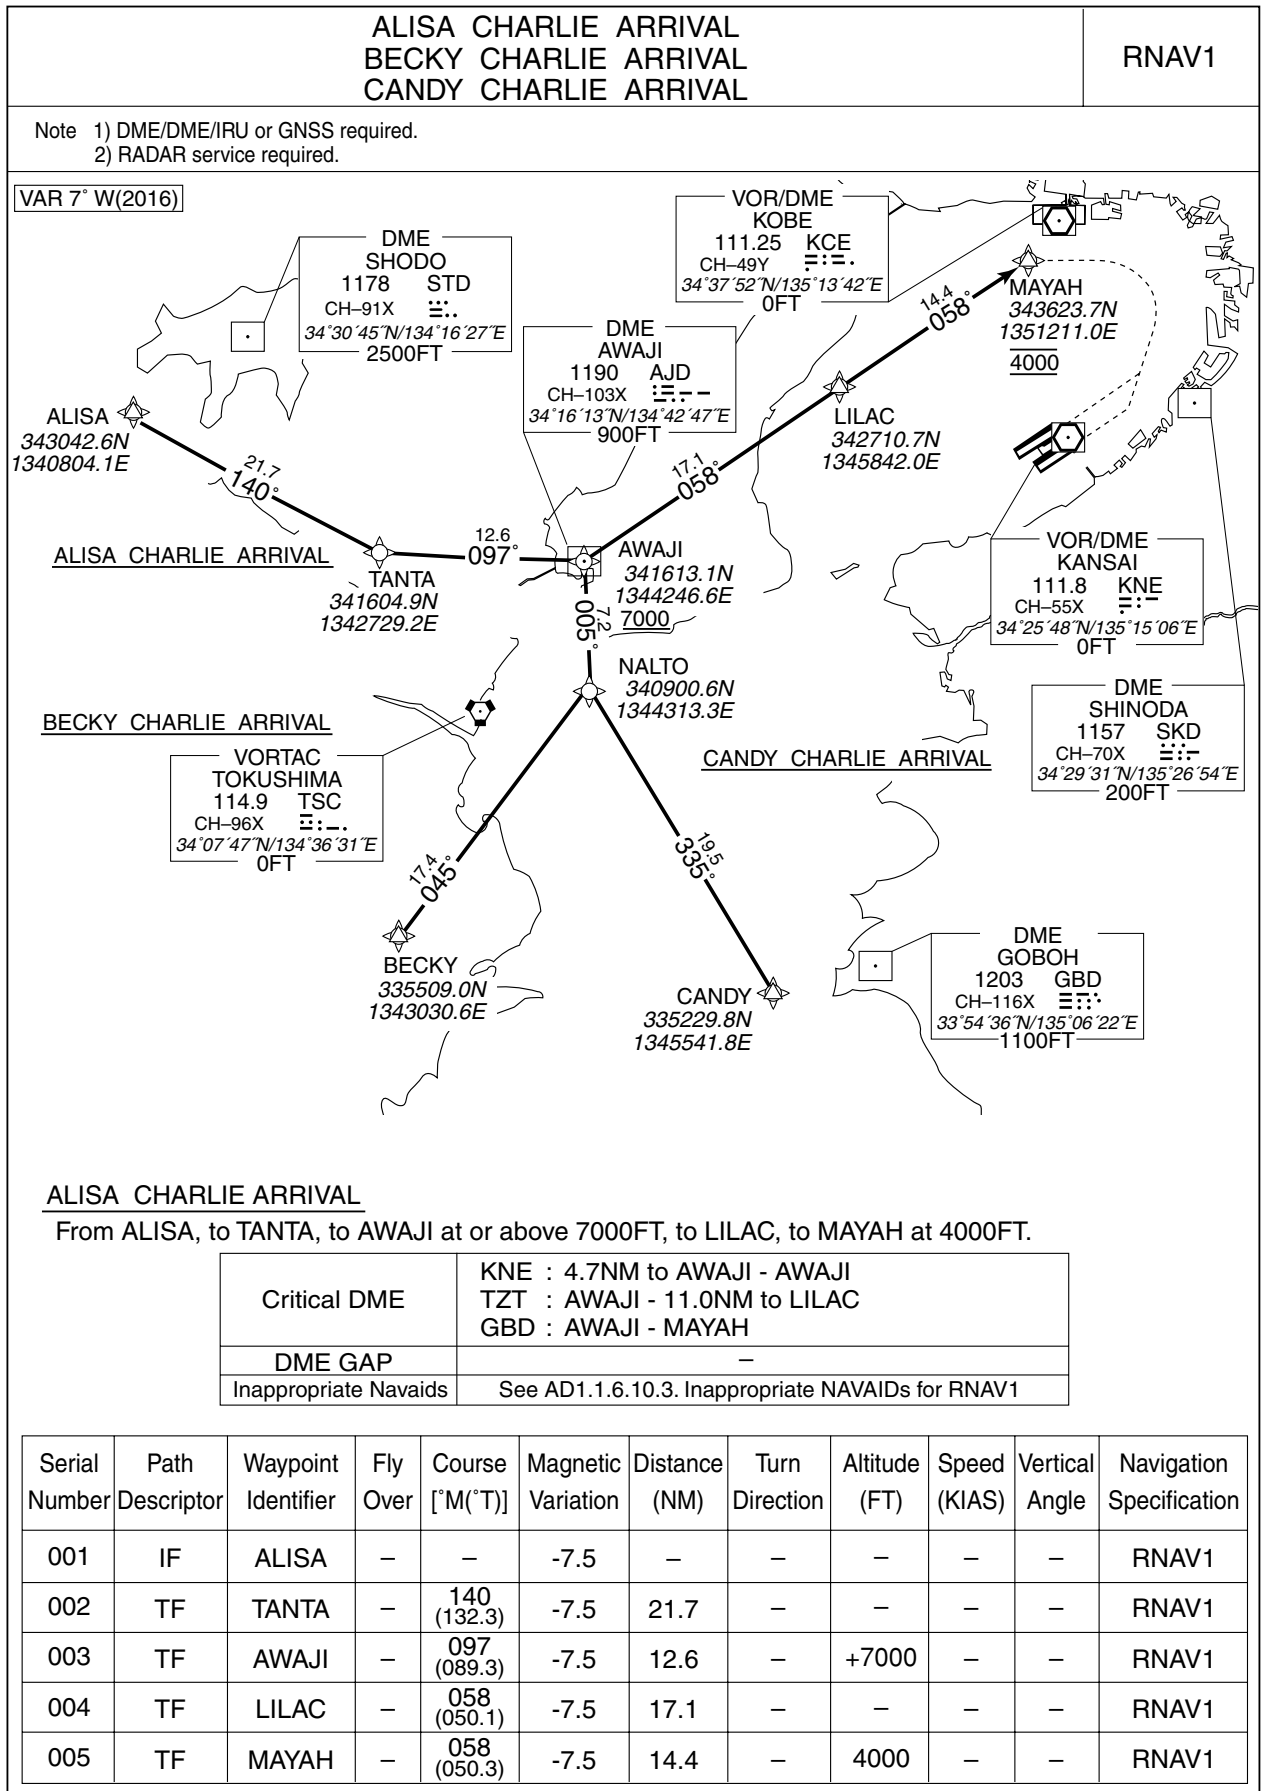 ALISA CHARLIE ARRIVAL
BECKY CHARLIE ARRIVAL
CANDY CHARLIE ARRIVAL
RNAV1
Note 1) DME/DME/IRU or GNSS required.
2) RADAR service required.
VAR 7° W(2016)
DME
SHODO
1178 STD
CH–91X
34°30´45˝N/134°16´27˝E
2500FT
VOR/DME
KOBE
111.25 KCE
CH–49Y
34°37´52˝N/135°13´42˝E
0FT
DME
AWAJI
1190 AJD
CH–103X
34°16´13˝N/134°42´47˝E
900FT
MAYAH
343623.7N
1351211.0E
4000
14.4
058°
ALISA
343042.6N
1340804.1E
21.7
140°
LILAC
342710.7N
1345842.0E
17.1
058°
ALISA CHARLIE ARRIVAL
12.6
097°
TANTA
341604.9N
1342729.2E
AWAJI
341613.1N
1344246.6E
7000
7.2
005°
VOR/DME
KANSAI
111.8 KNE
CH–55X
34°25´48˝N/135°15´06˝E
0FT
NALTO
340900.6N
1344313.3E
BECKY CHARLIE ARRIVAL
VORTAC
TOKUSHIMA
114.9 TSC
CH–96X
34°07´47˝N/134°36´31˝E
0FT
CANDY CHARLIE ARRIVAL
DME
SHINODA
1157 SKD
CH–70X
34°29´31˝N/135°26´54˝E
200FT
17.4
045°
19.5
335°
BECKY
335509.0N
1343030.6E
CANDY
335229.8N
1345541.8E
DME
GOBOH
1203 GBD
CH–116X
33°54´36˝N/135°06´22˝E
1100FT
ALISA CHARLIE ARRIVAL
From ALISA, to TANTA, to AWAJI at or above 7000FT, to LILAC, to MAYAH at 4000FT.
Critical DME
KNE : 4.7NM to AWAJI - AWAJI
TZT : AWAJI - 11.0NM to LILAC
GBD : AWAJI - MAYAH
DME GAP –
Inappropriate Navaids See AD1.1.6.10.3. Inappropriate NAVAIDs for RNAV1
Serial Path Waypoint Fly Course Magnetic Distance Turn Altitude Speed Vertical Navigation
Number Descriptor Identifier Over [°M(°T)] Variation (NM) Direction (FT) (KIAS) Angle Specification
001 IF ALISA – – -7.5 – – – – – RNAV1
002 TF TANTA – 140 (132.3) -7.5 21.7 – – – – RNAV1
003 TF AWAJI – 097 (089.3) -7.5 12.6 – +7000 – – RNAV1
004 TF LILAC – 058 (050.1) -7.5 17.1 – – – – RNAV1
005 TF MAYAH – 058 (050.3) -7.5 14.4 – 4000 – – RNAV1